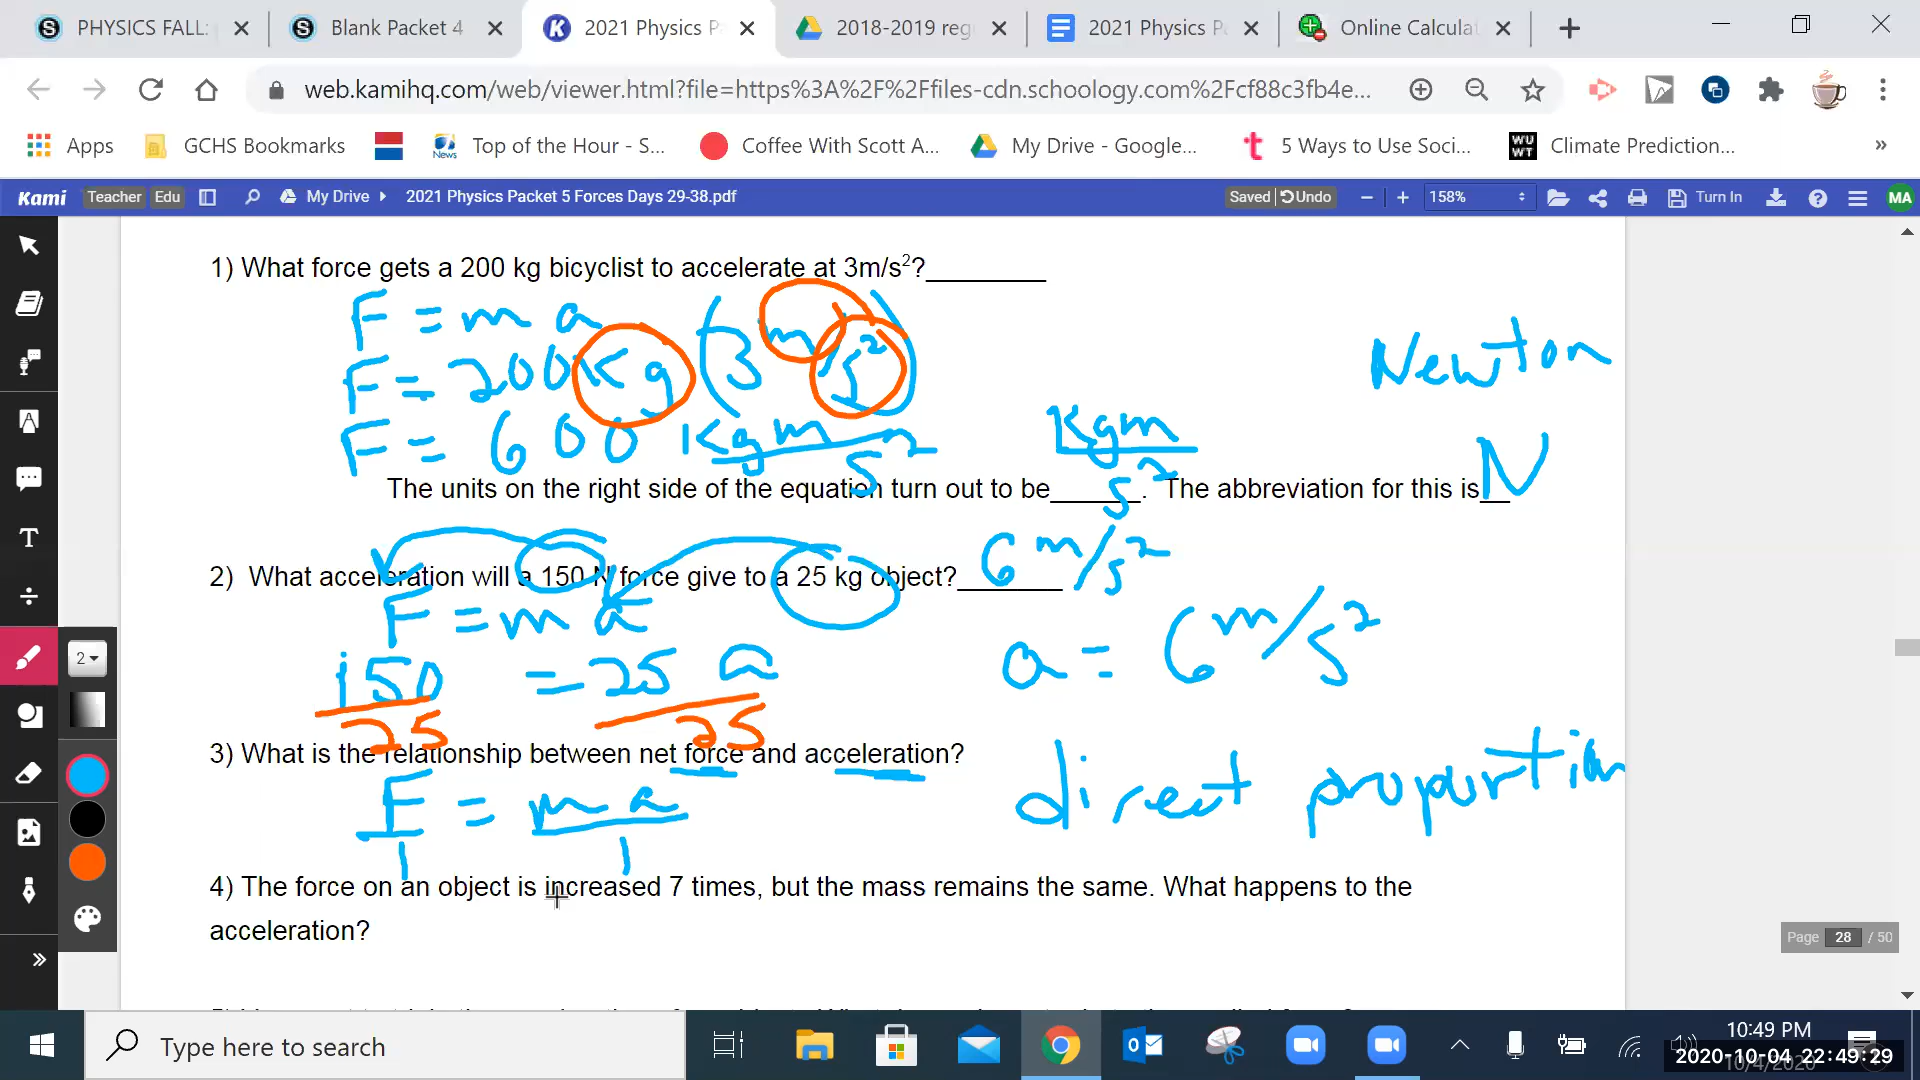 PHYSICS FALL:
Blank Packet 4
2021 Physics P
2018-2019 reg
2021 Physics P
Online Calculat
web.kamihq.com/web/viewer.html?file=https%3A%2F%2Ffiles-cdn.schoology.com%2Fcf88c3fb4e...
Apps
GCHS Bookmarks
News
Top of the Hour - S...
Coffee With Scott A...
My Drive - Google...
5 Ways to Use Soci...
WU WT
Climate Prediction...
Kami Teacher Edu My Drive 2021 Physics Packet 5 Forces Days 29-38.pdf Saved Undo 158% Turn In MA
1) What force gets a 200 kg bicyclist to accelerate at 3m/s²?________
F = m a
F = 200 Kg (3 m/s²)
Newton
F = 600 Kgm/s²
Kgm/s²
N
The units on the right side of the equation turn out to be______. The abbreviation for this is__
2) What acceleration will a 150 N force give to a 25 kg object?_______
6 m/s²
F = m a
150 = 25 a
25 25
a = 6 m/s²
3) What is the relationship between net force and acceleration?
F = m a
1 1
direct proportion
4) The force on an object is increased 7 times, but the mass remains the same. What happens to the
acceleration?
Page 28 / 50
2
Type here to search
10:49 PM
2020-10-04 22:49:29